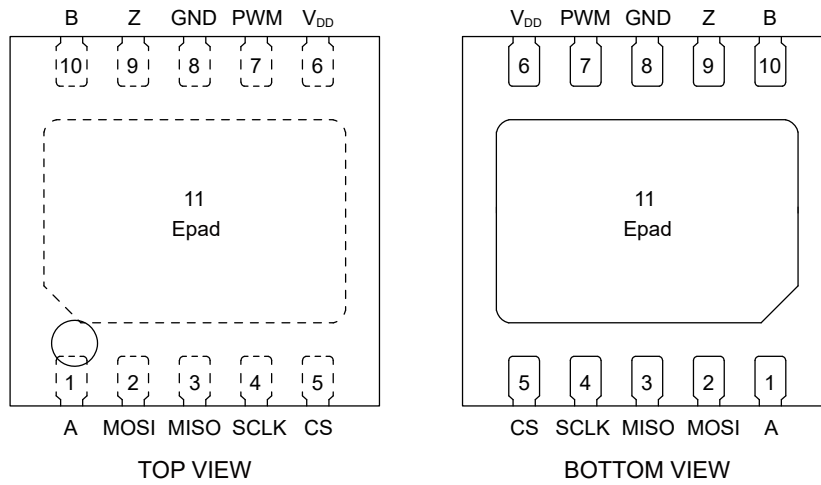 B Z GND PWM VDD
10 9 8 7 6
11
Epad
1 2 3 4 5
A MOSI MISO SCLK CS
TOP VIEW
VDD PWM GND Z B
6 7 8 9 10
11
Epad
5 4 3 2 1
CS SCLK MISO MOSI A
BOTTOM VIEW